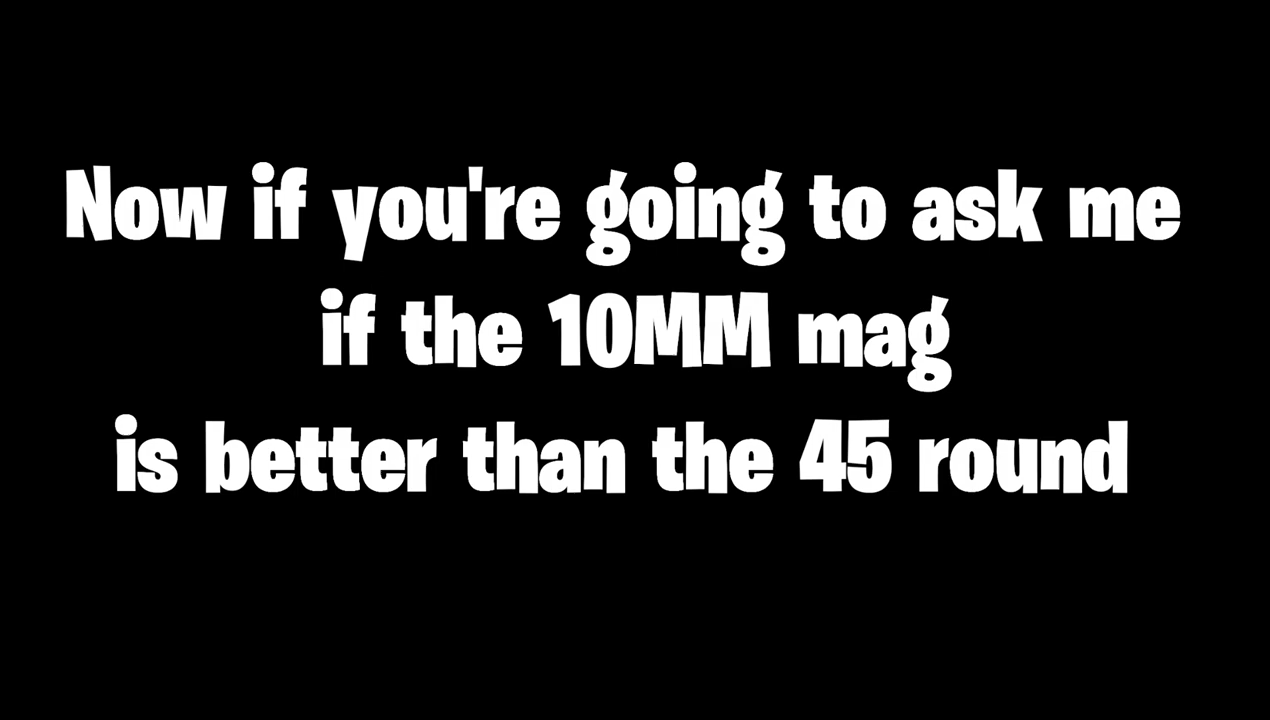 Now if you're going to ask me
if the 10MM mag
is better than the 45 round